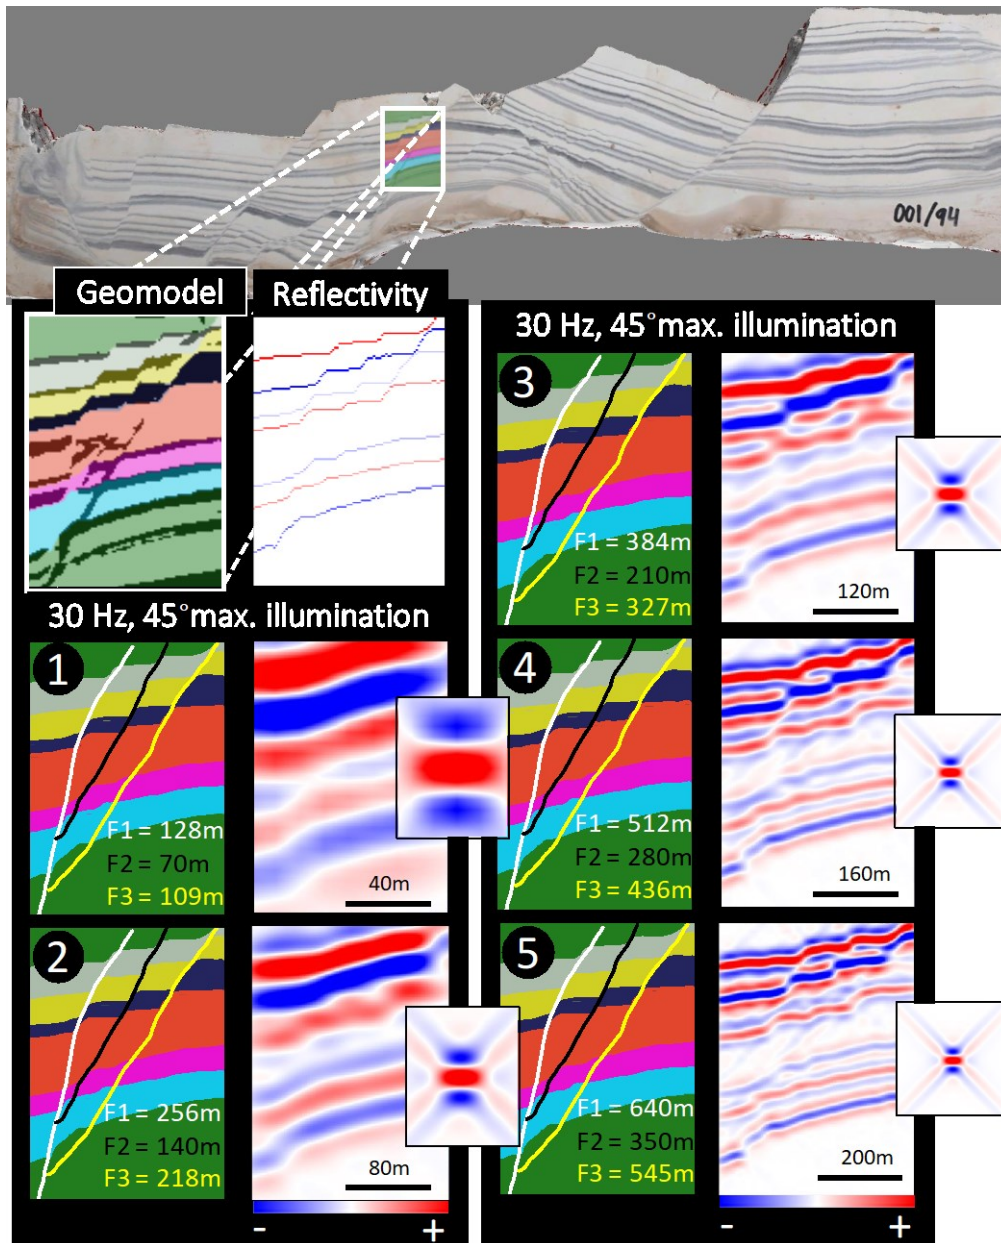 001/94
Geomodel
Reflectivity
30 Hz, 45°max. illumination
1
F1 = 128m
F2 = 70m
F3 = 109m
40m
2
F1 = 256m
F2 = 140m
F3 = 218m
80m
- +
30 Hz, 45°max. illumination
3
F1 = 384m
F2 = 210m
F3 = 327m
120m
4
F1 = 512m
F2 = 280m
F3 = 436m
160m
5
F1 = 640m
F2 = 350m
F3 = 545m
200m
- +